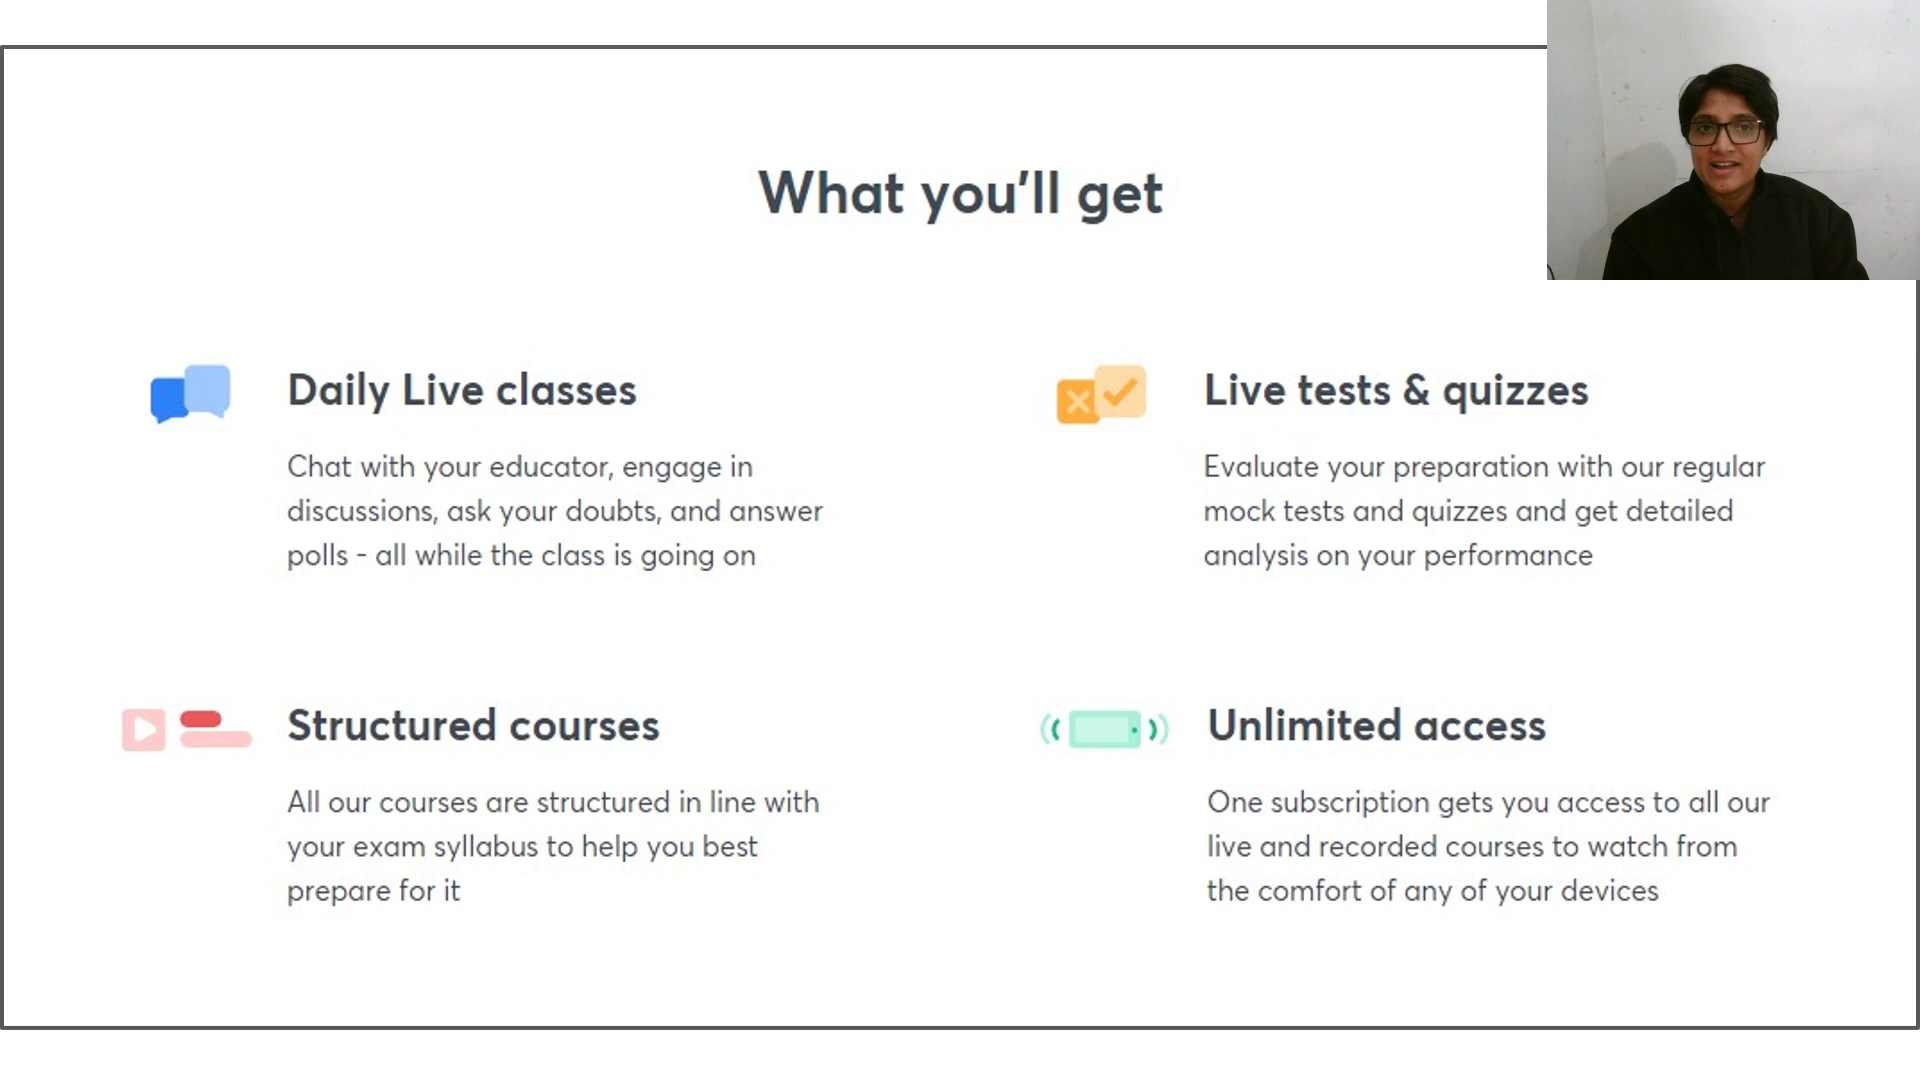 What you'll get
Daily Live classes
Chat with your educator, engage in
discussions, ask your doubts, and answer
polls - all while the class is going on
Live tests & quizzes
Evaluate your preparation with our regular
mock tests and quizzes and get detailed
analysis on your performance
Structured courses
All our courses are structured in line with
your exam syllabus to help you best
prepare for it
Unlimited access
One subscription gets you access to all our
live and recorded courses to watch from
the comfort of any of your devices